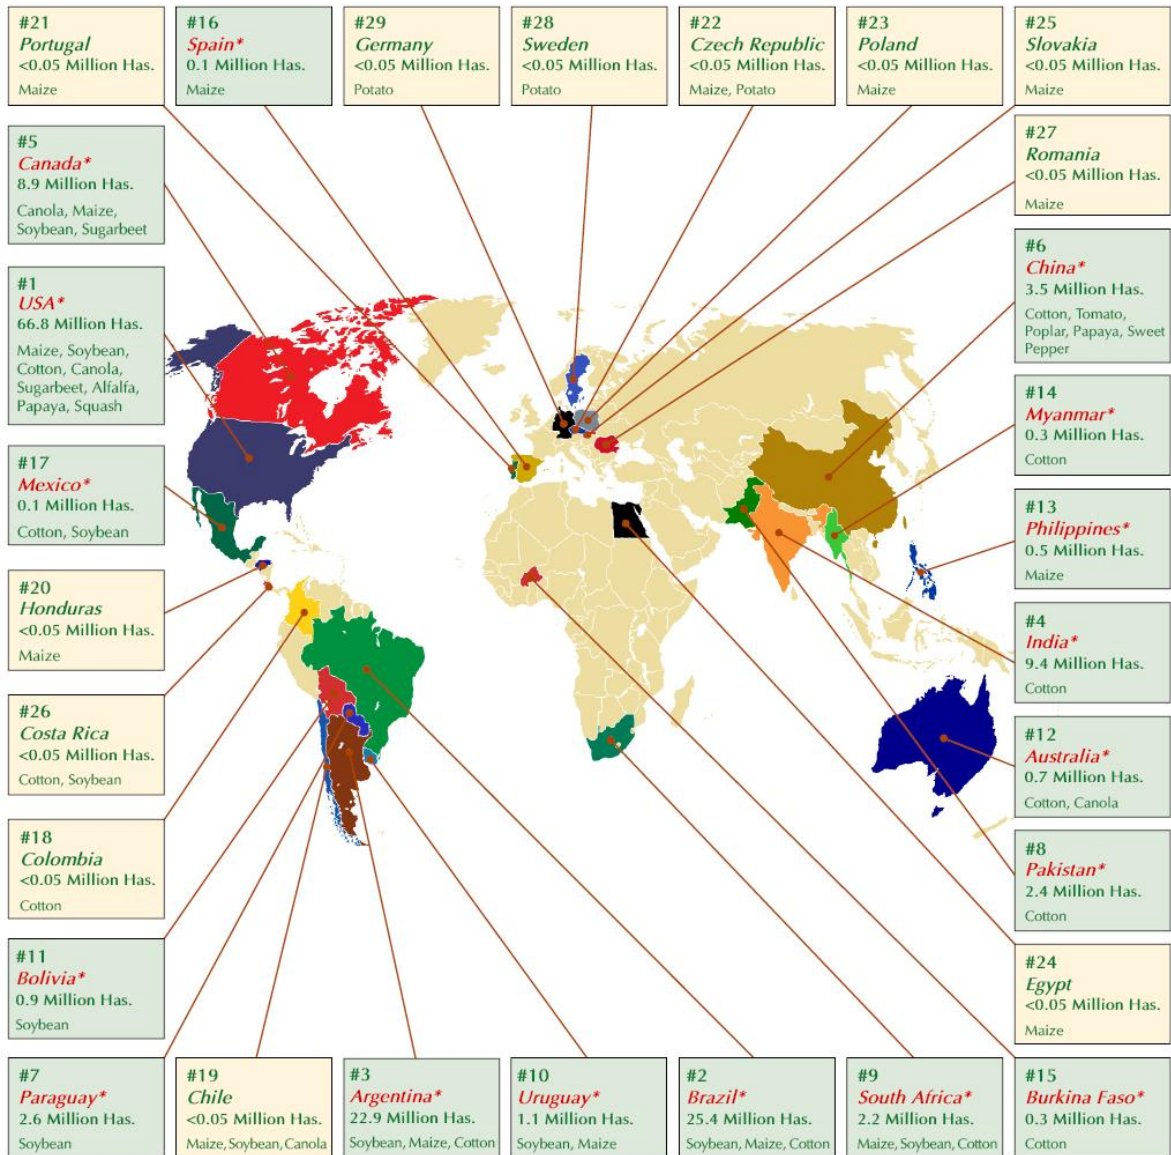 #21
Portugal
<0.05 Million Has.
Maize
#16
Spain*
0.1 Million Has.
Maize
#29
Germany
<0.05 Million Has.
Potato
#28
Sweden
<0.05 Million Has.
Potato
#22
Czech Republic
<0.05 Million Has.
Maize, Potato
#23
Poland
<0.05 Million Has.
Maize
#25
Slovakia
<0.05 Million Has.
Maize
#5
Canada*
8.9 Million Has.
Canola, Maize,
Soybean, Sugarbeet
#27
Romania
<0.05 Million Has.
Maize
#1
USA*
66.8 Million Has.
Maize, Soybean,
Cotton, Canola,
Sugarbeet, Alfalfa,
Papaya, Squash
#6
China*
3.5 Million Has.
Cotton, Tomato,
Poplar, Papaya, Sweet
Pepper
#14
Myanmar*
0.3 Million Has.
Cotton
#17
Mexico*
0.1 Million Has.
Cotton, Soybean
#13
Philippines*
0.5 Million Has.
Maize
#20
Honduras
<0.05 Million Has.
Maize
#4
India*
9.4 Million Has.
Cotton
#26
Costa Rica
<0.05 Million Has.
Cotton, Soybean
#12
Australia*
0.7 Million Has.
Cotton, Canola
#18
Colombia
<0.05 Million Has.
Cotton
#8
Pakistan*
2.4 Million Has.
Cotton
#11
Bolivia*
0.9 Million Has.
Soybean
#24
Egypt
<0.05 Million Has.
Maize
#7
Paraguay*
2.6 Million Has.
Soybean
#19
Chile
<0.05 Million Has.
Maize, Soybean, Canola
#3
Argentina*
22.9 Million Has.
Soybean, Maize, Cotton
#10
Uruguay*
1.1 Million Has.
Soybean, Maize
#2
Brazil*
25.4 Million Has.
Soybean, Maize, Cotton
#9
South Africa*
2.2 Million Has.
Maize, Soybean, Cotton
#15
Burkina Faso*
0.3 Million Has.
Cotton